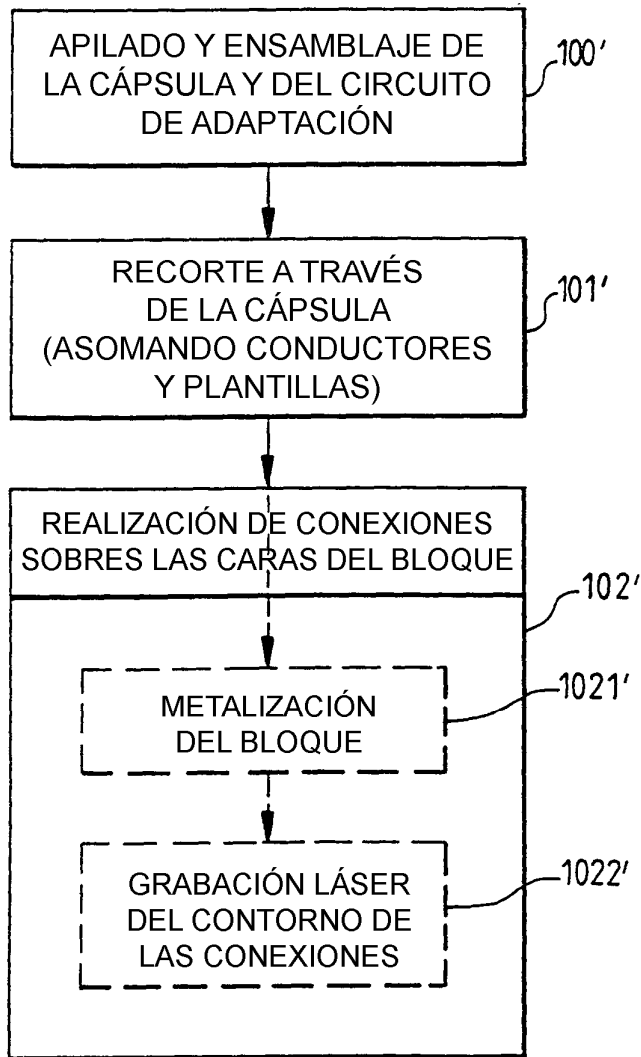 APILADO Y ENSAMBLAJE DE
LA CÁPSULA Y DEL CIRCUITO
DE ADAPTACIÓN
100'
RECORTE A TRAVÉS
DE LA CÁPSULA
(ASOMANDO CONDUCTORES
Y PLANTILLAS)
101'
REALIZACIÓN DE CONEXIONES
SOBRES LAS CARAS DEL BLOQUE
102'
METALIZACIÓN
DEL BLOQUE
1021'
GRABACIÓN LÁSER
DEL CONTORNO DE
LAS CONEXIONES
1022'